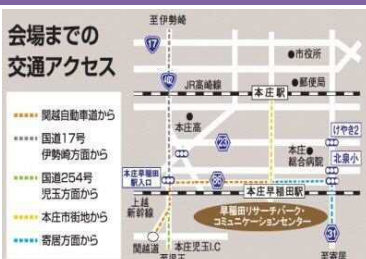 会場までの
交通アクセス
関越自動車道から
国道17号
伊勢崎方面から
国道254号
児玉方面から
本庄市街地から
寄居方面から
至伊勢崎
17
462
JR高崎線
●市役所
●郵便局
本庄駅
本庄高
23
けやき2
本庄
総合病院
北泉小
本庄早稲田
駅入口
86
本庄早稲田駅
上越
新幹線
早稲田リサーチパーク・
コミュニケーションセンター
31
関越道
本庄児玉I.C
至児玉
至寄居